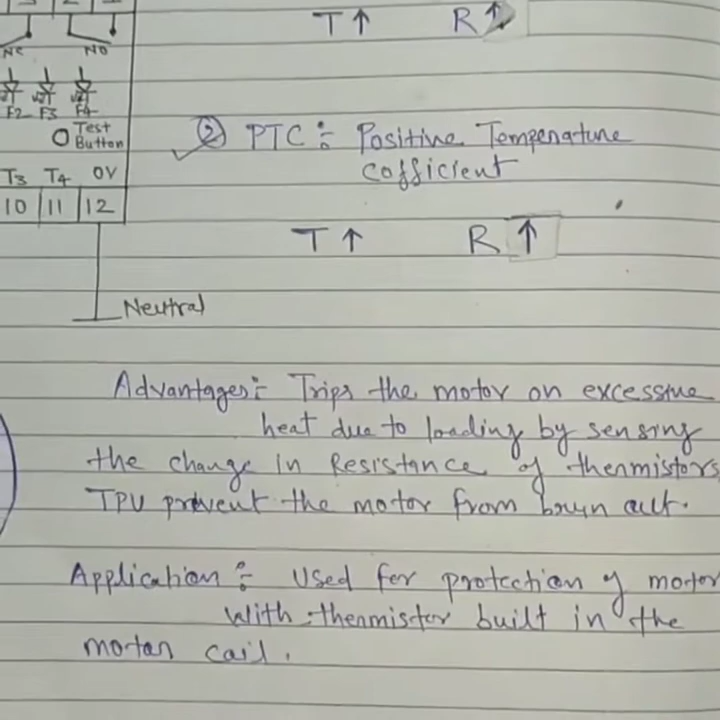 T↑ R↑
NC NO
F2 F3 F4
Test
Button
T3 T4 0V
10 11 12
Neutral
② PTC :- Positive Temperature
cofficient
T↑ R↑
Advantages:- Trips the motor on excessive
heat due to loading by sensing
the change in Resistance of thermistors,
TPU prevent the motor from burn out.
Application :- Used for protection of motor
with thermistor built in the
motor coil.